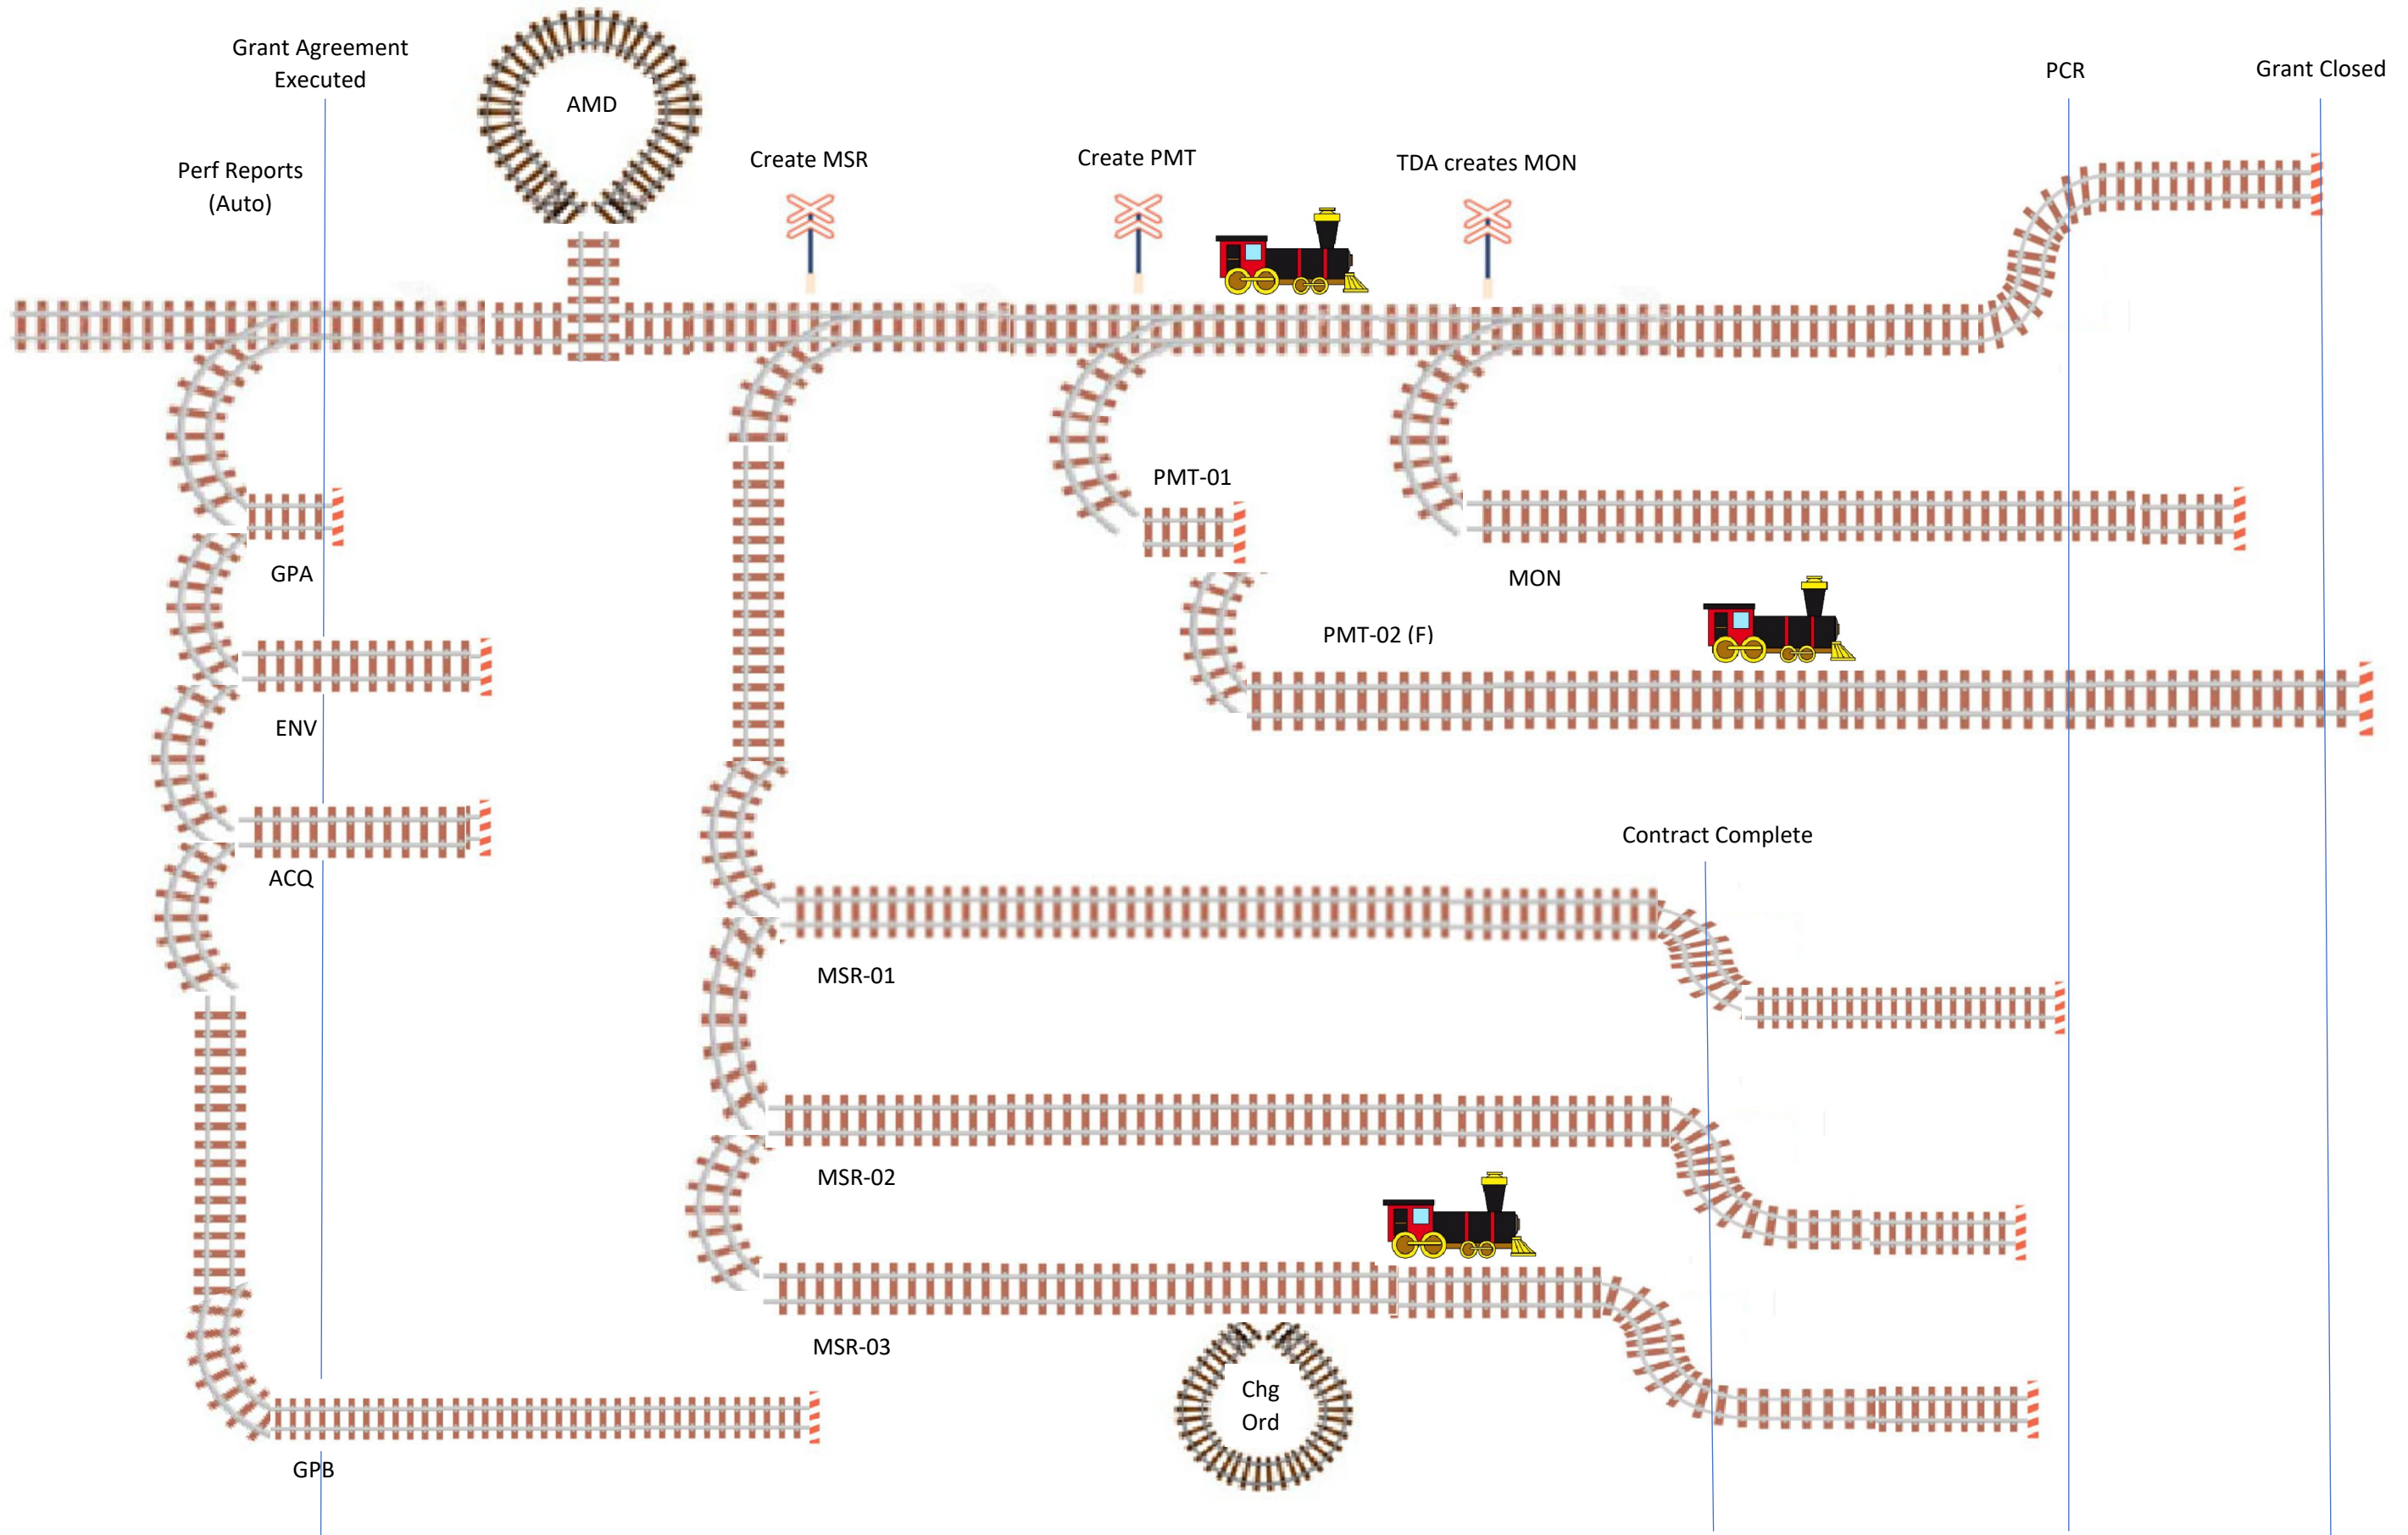 Grant Agreement
Executed
AMD
PCR
Grant Closed
Perf Reports
(Auto)
Create MSR
Create PMT
TDA creates MON
PMT-01
GPA
MON
PMT-02 (F)
ENV
Contract Complete
ACQ
MSR-01
MSR-02
MSR-03
Chg
Ord
GPB